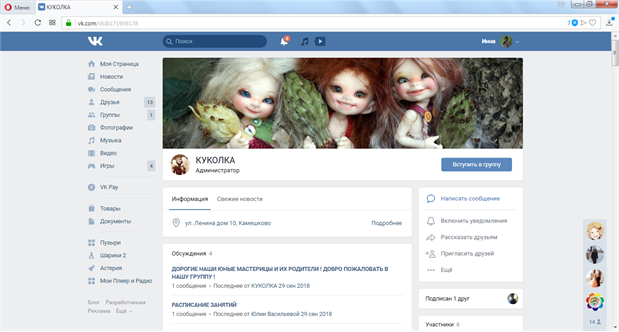 Меню
КУКОЛКА
vk.com/club171936178
Поиск
Инна
Моя Страница
Новости
Сообщения
Друзья 13
Группы 1
Фотографии
Музыка
Видео
Игры 4
VK Pay
Товары
Документы
Пузыри
Шарики 2
Астерия
Мой Плеер и Радио
Блог Разработчикам
Реклама Ещё
КУКОЛКА
Администратор
Вступить в группу
Информация Свежие новости
ул. Ленина дом 10, Камешково Подробнее
Обсуждения 4
ДОРОГИЕ НАШИ ЮНЫЕ МАСТЕРИЦЫ И ИХ РОДИТЕЛИ ! ДОБРО ПОЖАЛОВАТЬ В
НАШУ ГРУППУ !
1 сообщение • Последнее от КУКОЛКА 29 сен 2018
РАСПИСАНИЕ ЗАНЯТИЙ
1 сообщение • Последнее от Юлии Васильевой 29 сен 2018
Написать сообщение
Включить уведомления
Рассказать друзьям
Пригласить друзей
Ещё
Подписан 1 друг
Участники 6
14